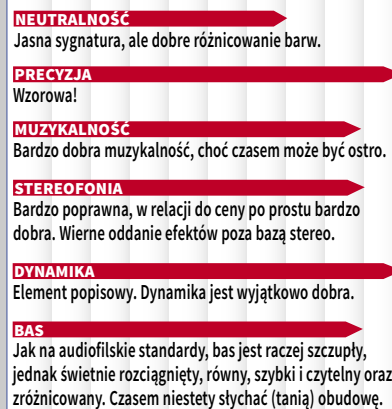 NEUTRALNOŚĆ
Jasna sygnatura, ale dobre różnicowanie barw.
PRECYZJA
Wzorowa!
MUZYKALNOŚĆ
Bardzo dobra muzykalność, choć czasem może być ostro.
STEREOFONIA
Bardzo poprawna, w relacji do ceny po prostu bardzo
dobra. Wierne oddanie efektów poza bazą stereo.
DYNAMIKA
Element popisowy. Dynamika jest wyjątkowo dobra.
BAS
Jak na audiofilskie standardy, bas jest raczej szczupły,
jednak świetnie rozciągnięty, równy, szybki i czytelny oraz
zróżnicowany. Czasem niestety słychać (tanią) obudowę.